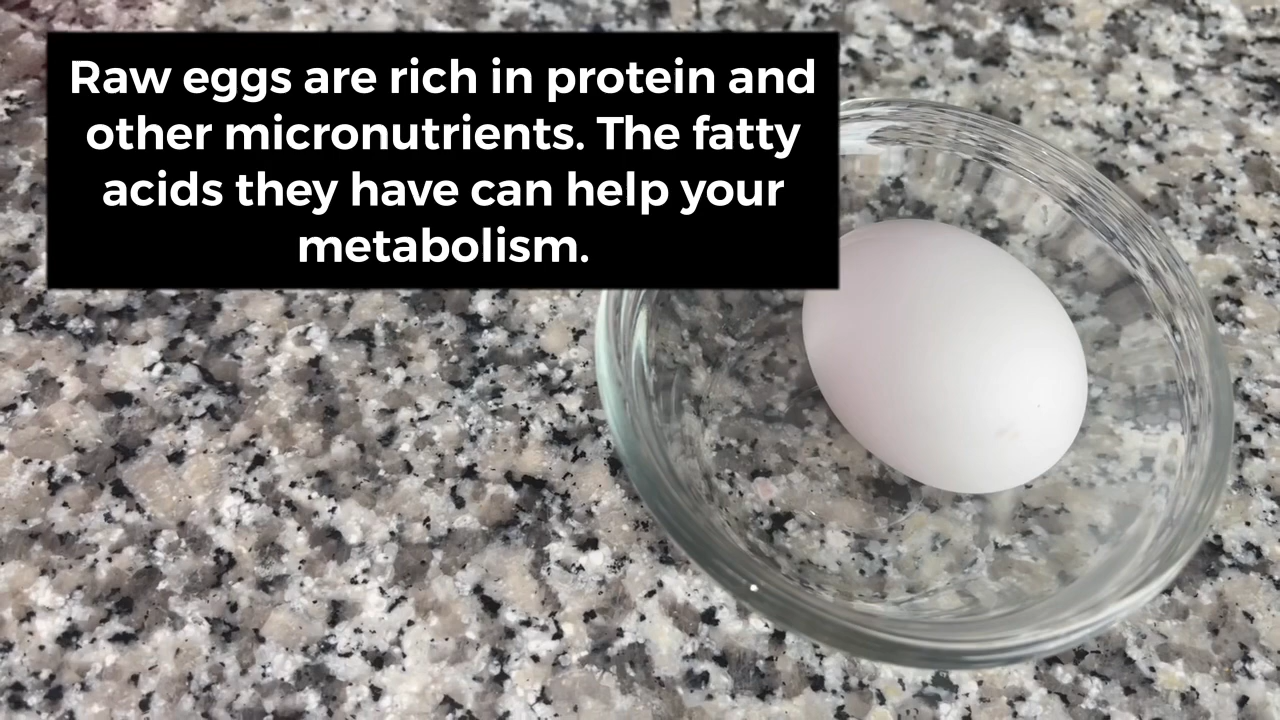 Raw eggs are rich in protein and
other micronutrients. The fatty
acids they have can help your
metabolism.